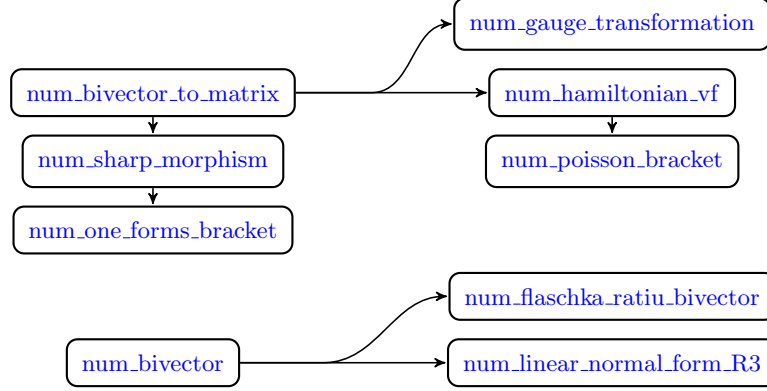 num_gauge_transformation
num_bivector_to_matrix
num_hamiltonian_vf
num_sharp_morphism
num_poisson_bracket
num_one_forms_bracket
num_flaschka_ratiu_bivector
num_bivector
num_linear_normal_form_R3